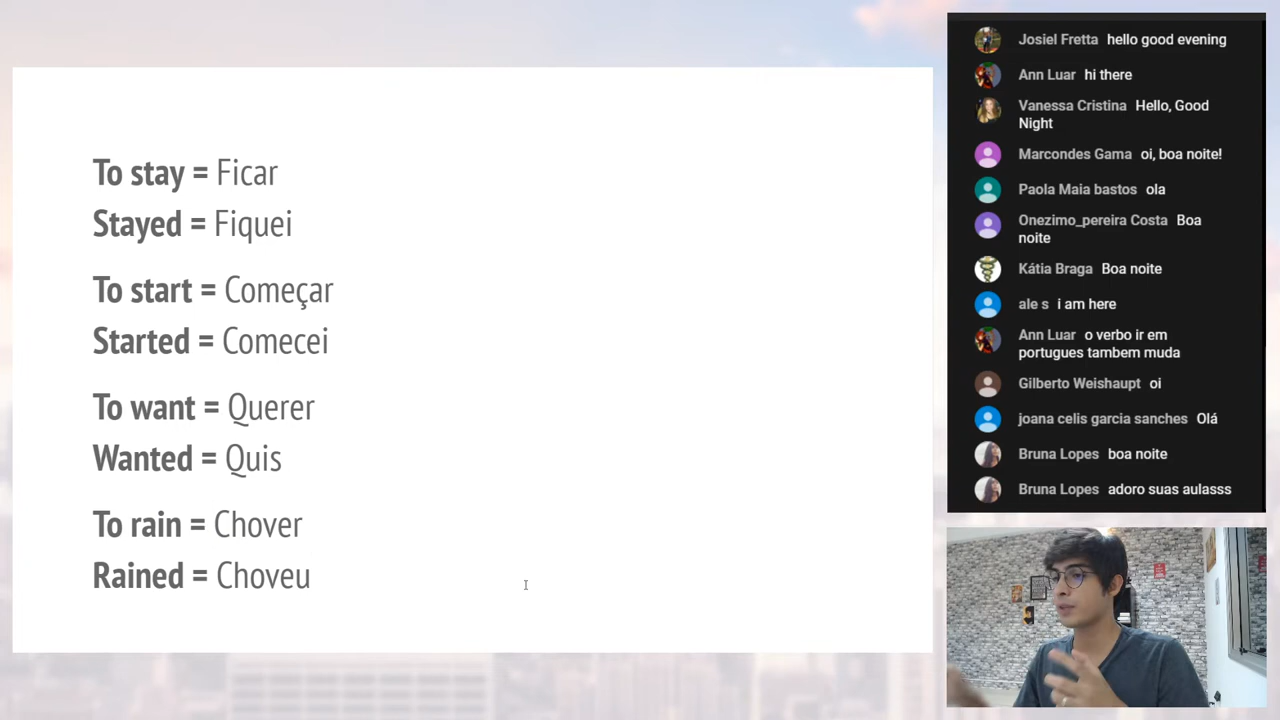 To stay = Ficar
Stayed = Fiquei
To start = Começar
Started = Comecei
To want = Querer
Wanted = Quis
To rain = Chover
Rained = Choveu
Josiel Fretta hello good evening
Ann Luar hi there
Vanessa Cristina Hello, Good
Night
Marcondes Gama oi, boa noite!
Paola Maia bastos ola
Onezimo_pereira Costa Boa
noite
Kátia Braga Boa noite
ale s i am here
Ann Luar o verbo ir em
portugues tambem muda
Gilberto Weishaupt oi
joana celis garcia sanches Olá
Bruna Lopes boa noite
Bruna Lopes adoro suas aulasss